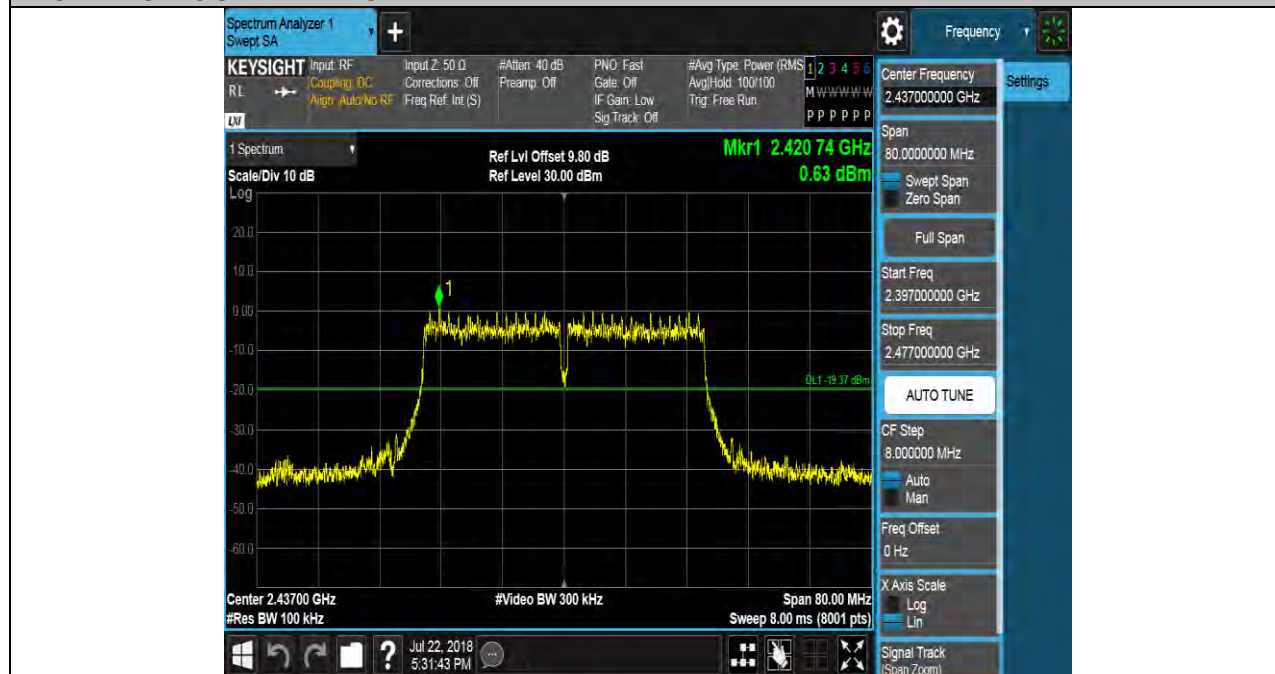 Spectrum Analyzer 1
Swept SA
+
Frequency
KEYSIGHT
RL
LXI
Input: RF
Coupling: DC
Align: Auto/No RF
Input Z: 50 Ω
Corrections: Off
Freq Ref: Int (S)
#Atten: 40 dB
Preamp: Off
PNO: Fast
Gate: Off
IF Gain: Low
Sig Track: Off
#Avg Type: Power (RMS
Avg|Hold: 100/100
Trig: Free Run
1 2 3 4 5 6
M W W W W W
P P P P P P
1 Spectrum
Scale/Div 10 dB
Ref Lvl Offset 9.80 dB
Ref Level 30.00 dBm
Mkr1 2.420 74 GHz
0.63 dBm
Log
20.0
10.0
0.00
-10.0
-20.0
-30.0
-40.0
-50.0
-60.0
1
DL1 -19.37 dBm
Center 2.43700 GHz
#Res BW 100 kHz
#Video BW 300 kHz
Span 80.00 MHz
Sweep 8.00 ms (8001 pts)
?
Jul 22, 2018
5:31:43 PM
Center Frequency
2.437000000 GHz
Settings
Span
80.0000000 MHz
Swept Span
Zero Span
Full Span
Start Freq
2.397000000 GHz
Stop Freq
2.477000000 GHz
AUTO TUNE
CF Step
8.000000 MHz
Auto
Man
Freq Offset
0 Hz
X Axis Scale
Log
Lin
Signal Track
(Span Zoom)